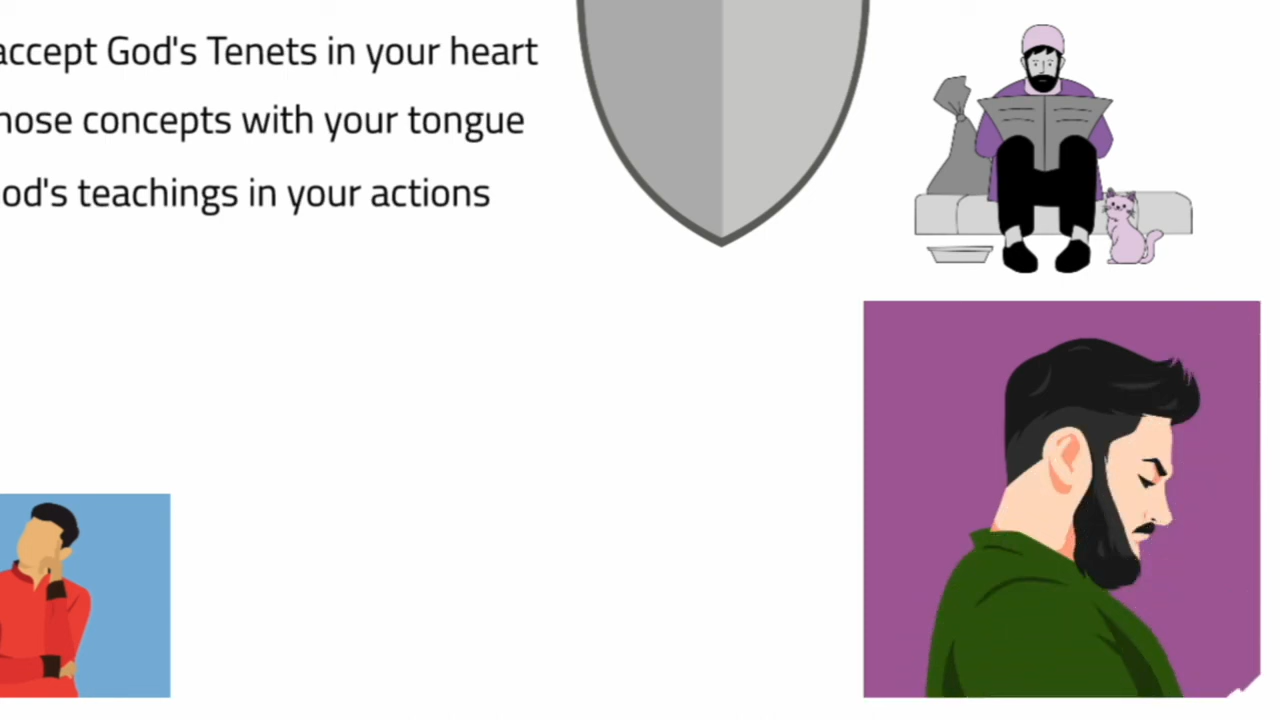 accept God's Tenets in your heart
hose concepts with your tongue
od's teachings in your actions